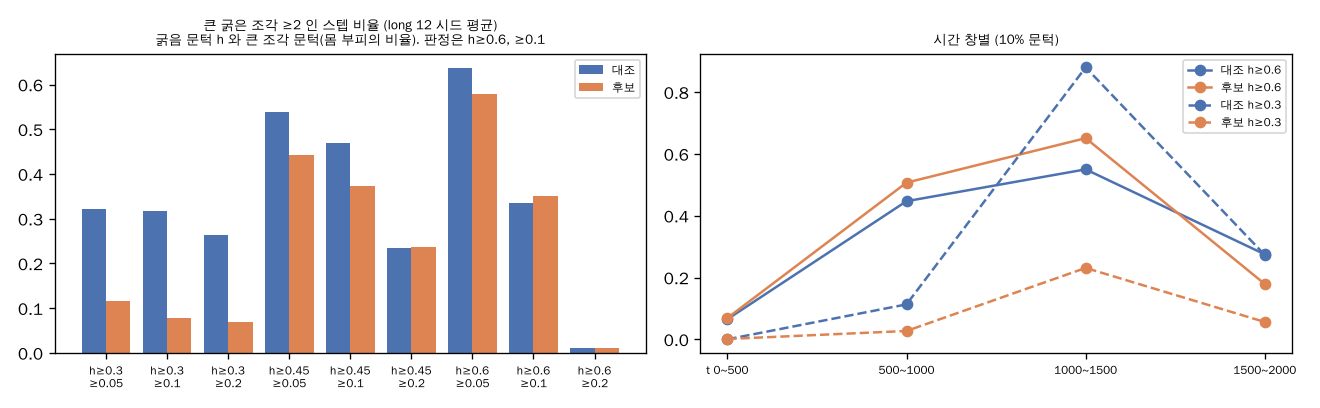 큰 굵은 조각 ≥2 인 스텝 비율 (long 12 시드 평균)
굵음 문턱 h 와 큰 조각 문턱(몸 부피의 비율). 판정은 h≥0.6, ≥0.1
대조
후보
0.6
0.5
0.4
0.3
0.2
0.1
0.0
h≥0.3
≥0.05
h≥0.3
≥0.1
h≥0.3
≥0.2
h≥0.45
≥0.05
h≥0.45
≥0.1
h≥0.45
≥0.2
h≥0.6
≥0.05
h≥0.6
≥0.1
h≥0.6
≥0.2
시간 창별 (10% 문턱)
대조 h≥0.6
후보 h≥0.6
대조 h≥0.3
후보 h≥0.3
0.8
0.6
0.4
0.2
0.0
t 0~500
500~1000
1000~1500
1500~2000